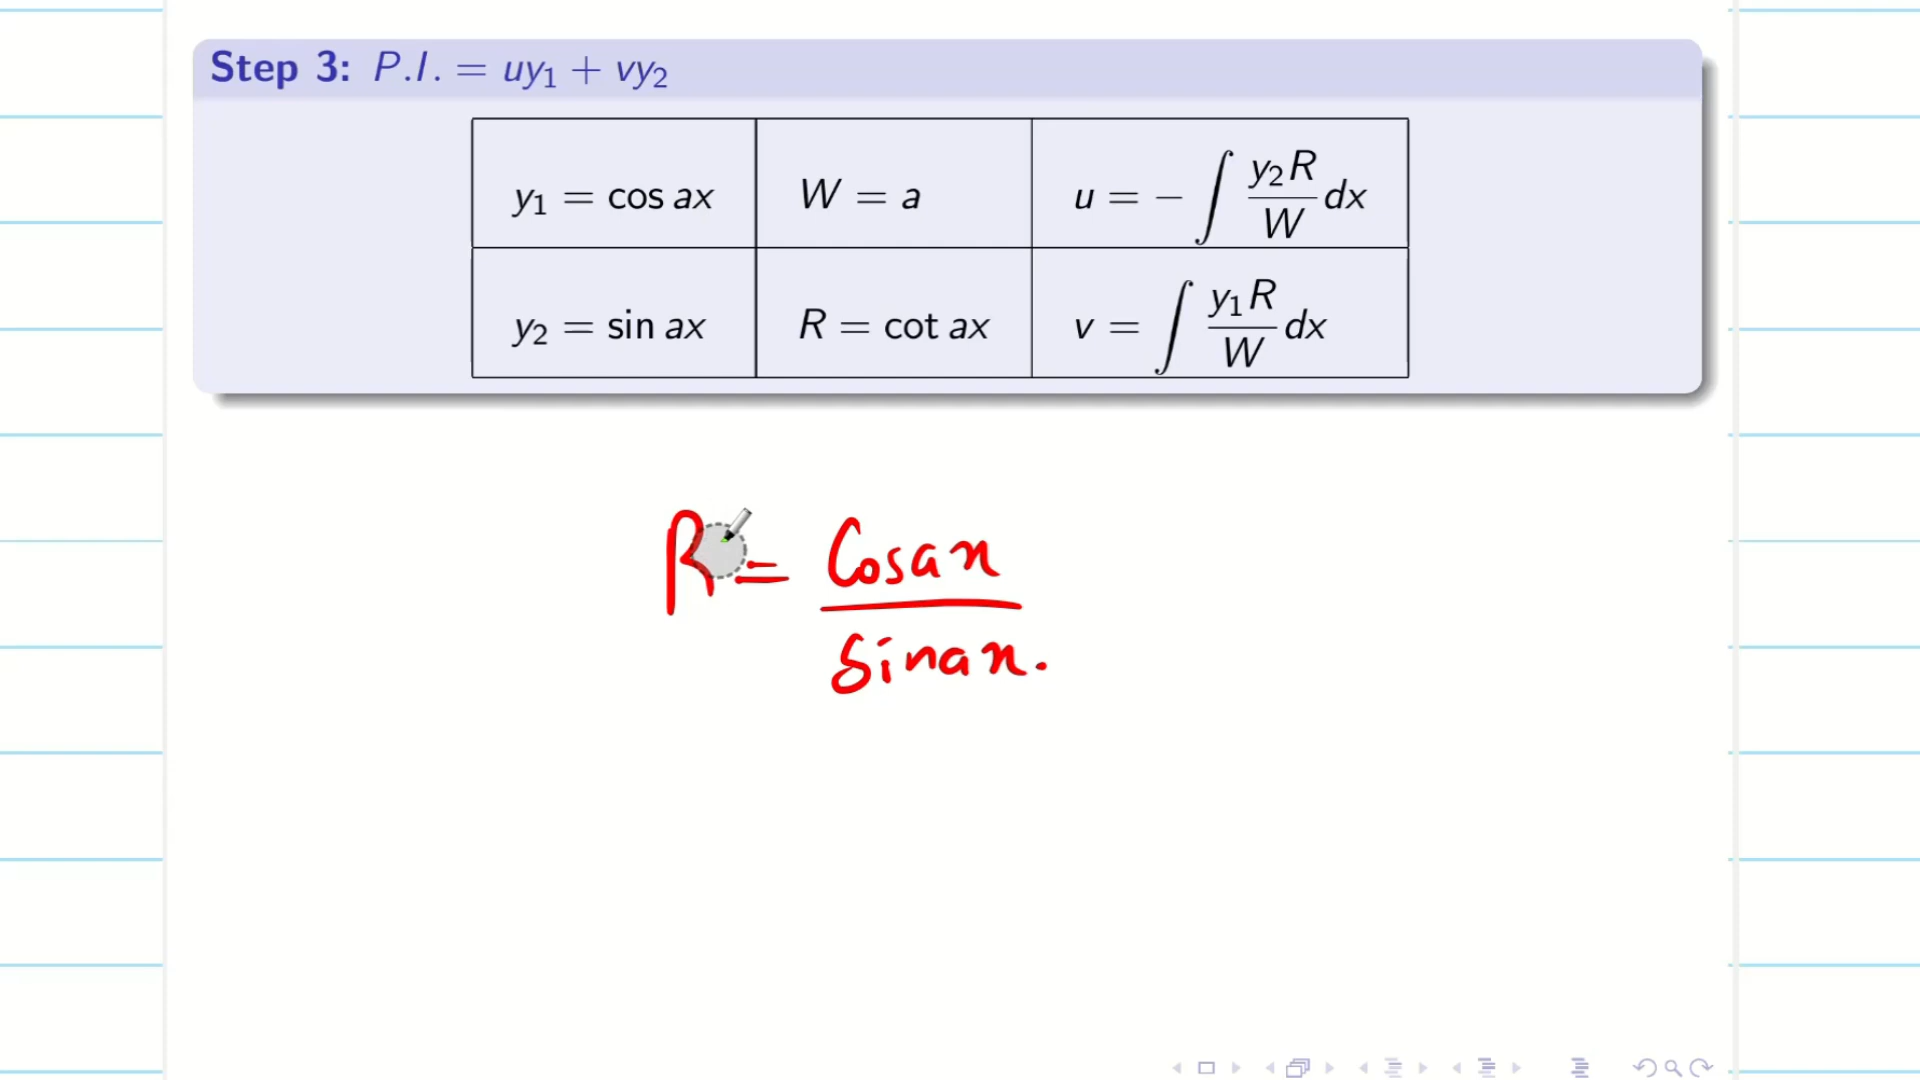 Step 3: P.I. = uy₁ + vy₂
y₁ = cos ax
W = a
u = − ∫ y₂R/W dx
y₂ = sin ax
R = cot ax
v = ∫ y₁R/W dx
R = Cosax
sinax.